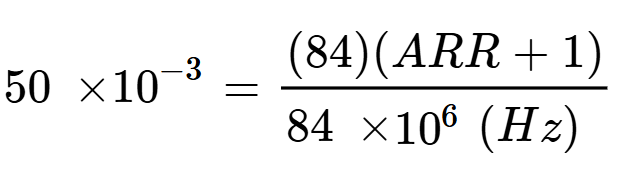 50 ×10⁻³ = (84)(ARR + 1) / 84 ×10⁶ (Hz)